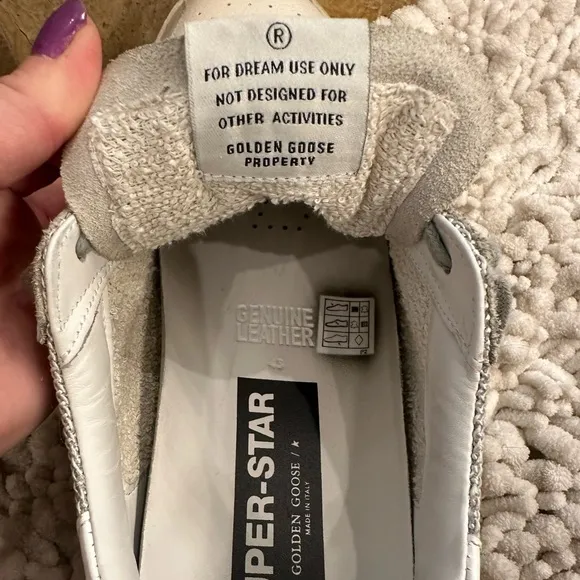 ®
FOR DREAM USE ONLY
NOT DESIGNED FOR
OTHER ACTIVITIES
GOLDEN GOOSE
PROPERTY
GENUINE
LEATHER
UPER-STAR
GOLDEN GOOSE / ★
MADE IN ITALY